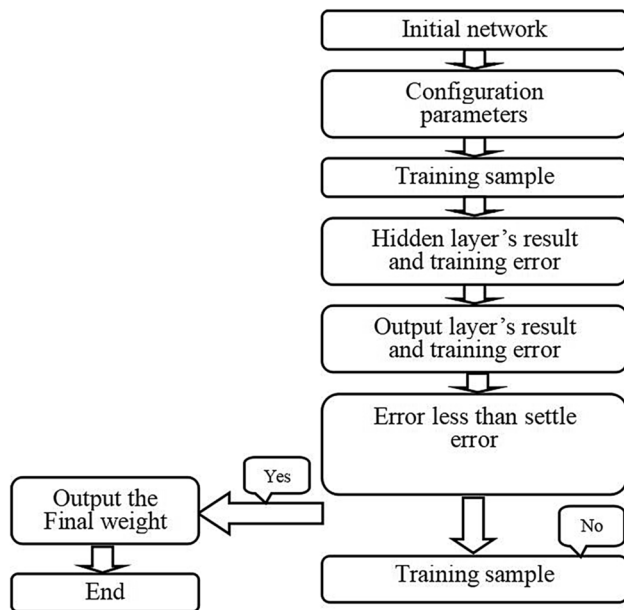 Initial network
Configuration
parameters
Training sample
Hidden layer’s result
and training error
Output layer’s result
and training error
Error less than settle
error
Yes
Output the
Final weight
End
No
Training sample